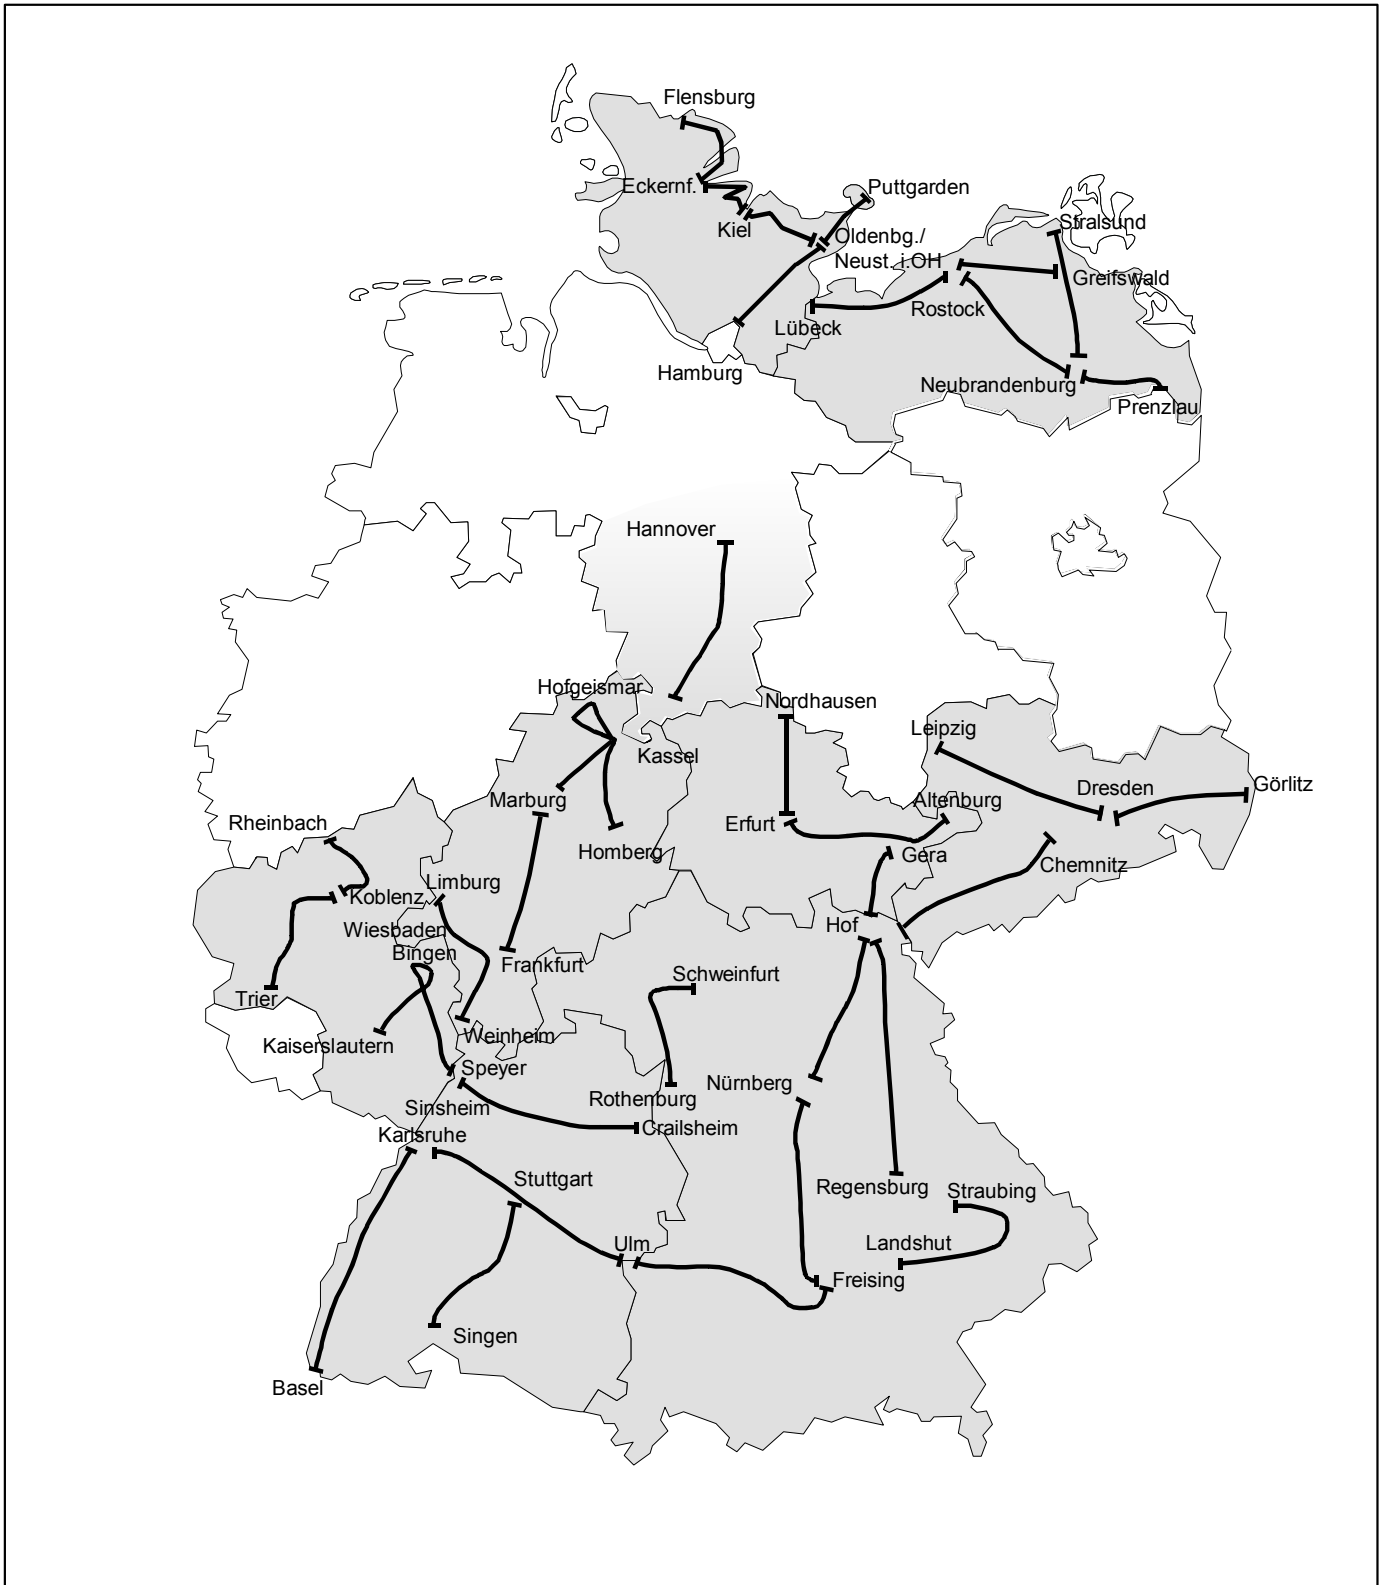 Flensburg
Eckernf.
Puttgarden
Kiel
Oldenbg./
Neust. i.OH
Stralsund
Greifswald
Rostock
Lübeck
Hamburg
Neubrandenburg
Prenzlau
Hannover
Hofgeismar
Nordhausen
Leipzig
Kassel
Dresden
Görlitz
Marburg
Altenburg
Rheinbach
Erfurt
Homberg
Gera
Chemnitz
Limburg
Koblenz
Wiesbaden
Hof
Bingen
Frankfurt
Schweinfurt
Trier
Weinheim
Kaiserslautern
Speyer
Nürnberg
Rothenburg
Sinsheim
Crailsheim
Karlsruhe
Stuttgart
Regensburg
Straubing
Ulm
Landshut
Freising
Singen
Basel